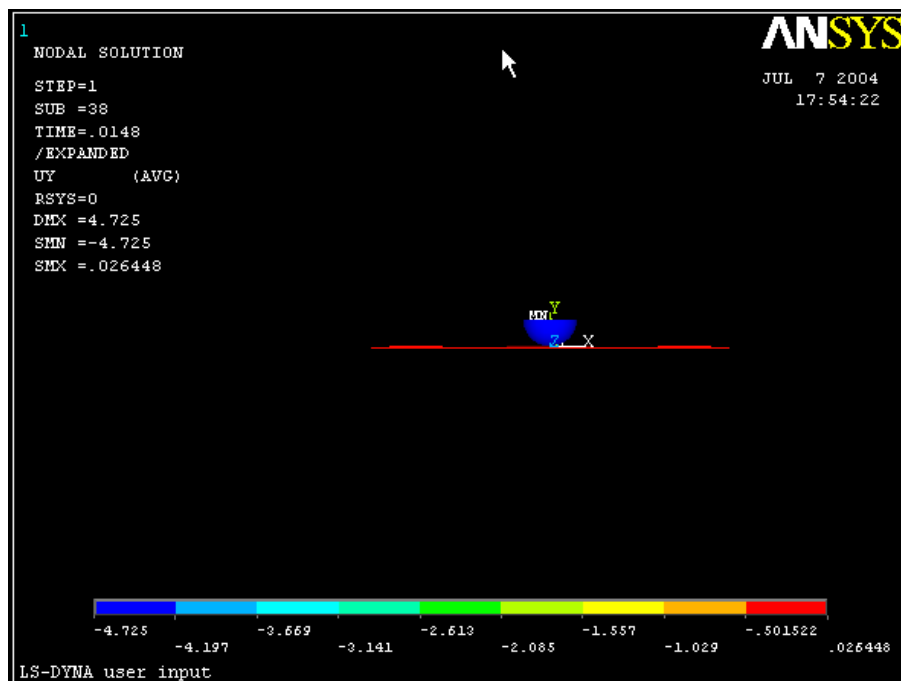 1
NODAL SOLUTION
STEP=1
SUB =38
TIME=.0148
/EXPANDED
UY (AVG)
RSYS=0
DMX =4.725
SMN =-4.725
SMX =.026448
ANSYS
JUL 7 2004
17:54:22
MN Y
Z X
-4.725 -3.669 -2.613 -1.557 -.501522
-4.197 -3.141 -2.085 -1.029 .026448
LS-DYNA user input